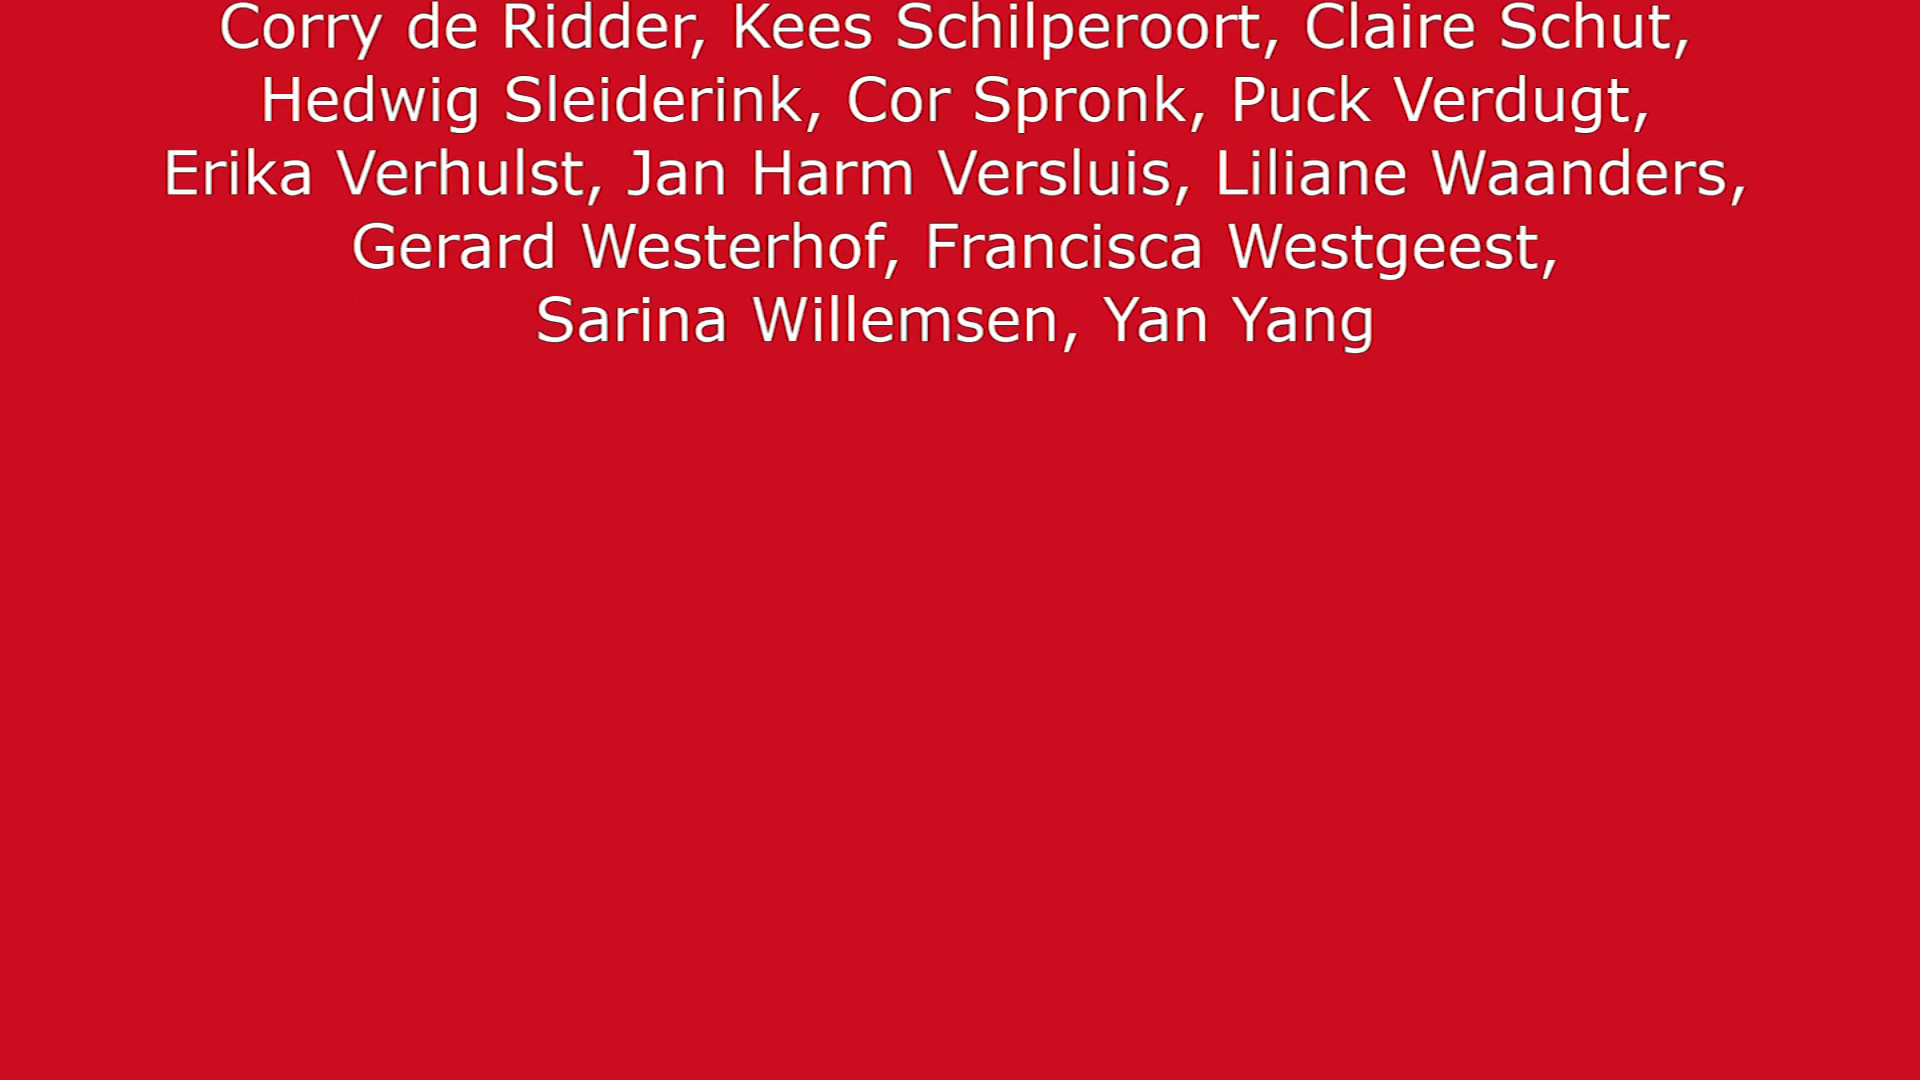 Corry de Ridder, Kees Schilperoort, Claire Schut,
Hedwig Sleiderink, Cor Spronk, Puck Verdugt,
Erika Verhulst, Jan Harm Versluis, Liliane Waanders,
Gerard Westerhof, Francisca Westgeest,
Sarina Willemsen, Yan Yang